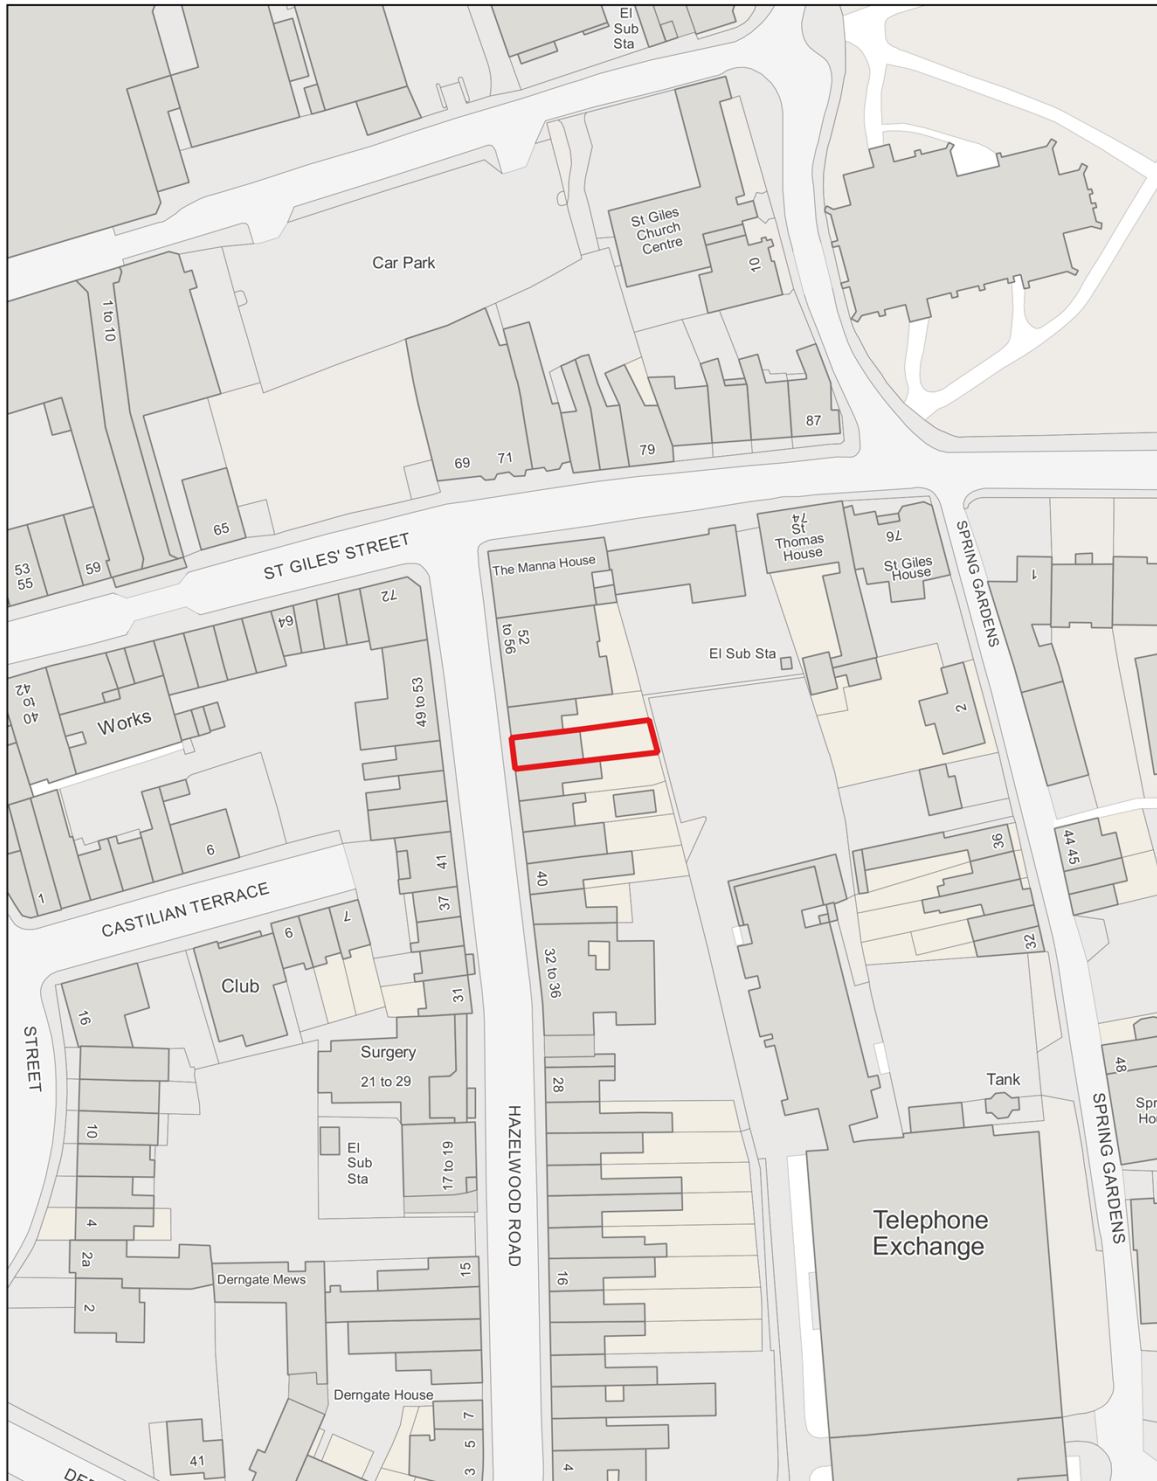 El
Sub
Sta
St Giles
Church
Centre
10
Car Park
1 to 10
87
79
71
69
65
59
53
55
ST GILES' STREET
SPRING GARDENS
74
St
Thomas
House
76
St Giles
House
1
The Manna House
52
to 56
72
64
El Sub Sta
2
49 to 53
40
to
42
Works
6
1
CASTILIAN TERRACE
41
37
40
36
44 45
32
7
9
Club
31
32 to 36
16
STREET
Surgery
21 to 29
28
Tank
48
Spr
Ho
SPRING GARDENS
10
El
Sub
Sta
17 to 19
HAZELWOOD ROAD
4
2a
2
Derngate Mews
15
16
Telephone
Exchange
Derngate House
7
5
3
41
4